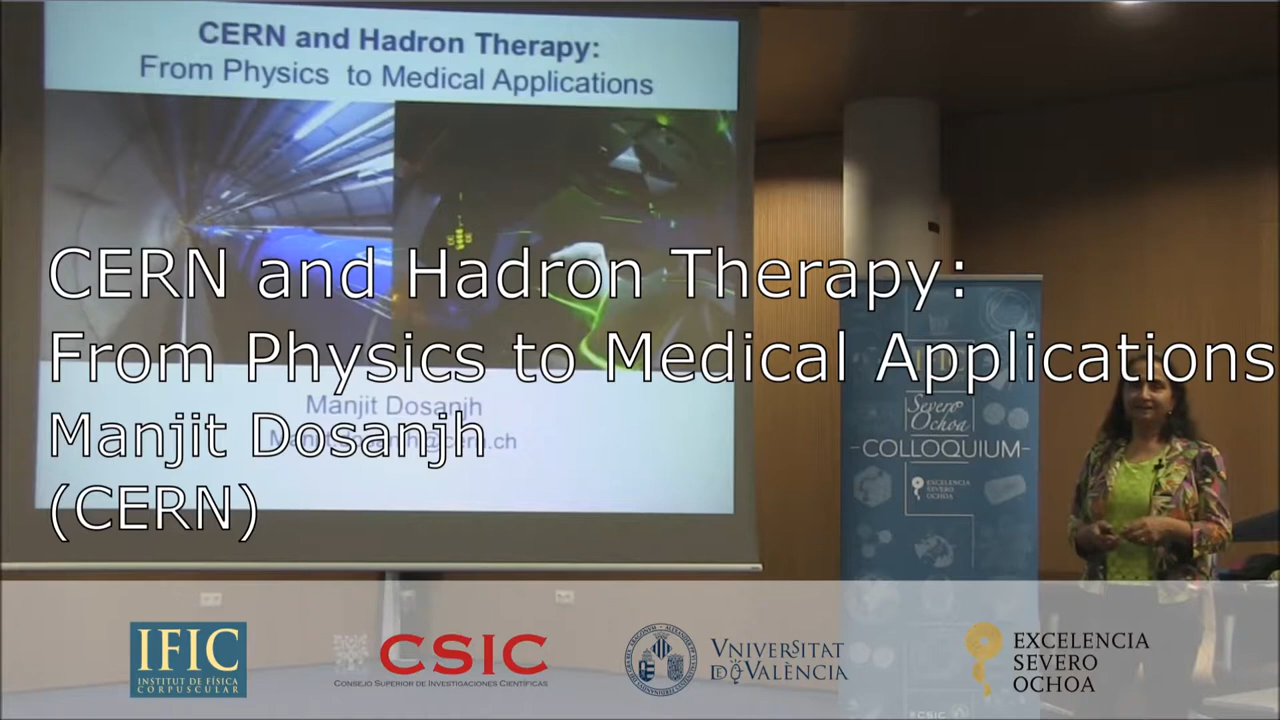 CERN and Hadron Therapy:
From Physics to Medical Applications
CERN and Hadron Therapy:
From Physics to Medical Applications
Manjit Dosanjh
Manjit Dosanjh
(CERN)
Severo
Ochoa
COLLOQUIUM
EXCELENCIA
SEVERO
OCHOA
IFIC
INSTITUT DE FÍSICA
CORPUSCULAR
CSIC
CONSEJO SUPERIOR DE INVESTIGACIONES CIENTÍFICAS
VNIVERSITAT
DE VALÈNCIA
EXCELENCIA
SEVERO
OCHOA
#CSIC